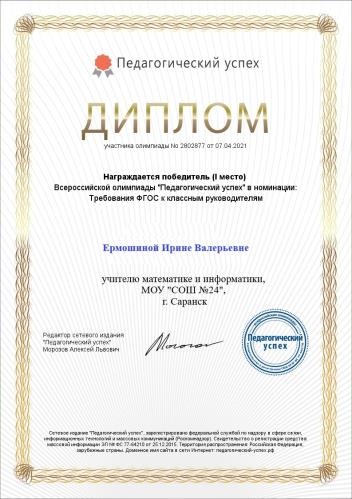 Педагогический успех
ДИПЛОМ
участника олимпиады No 2802877 от 07.04.2021
Награждается победитель (I место)
Всероссийской олимпиады "Педагогический успех" в номинации:
Требования ФГОС к классным руководителям
Ермошиной Ирине Валерьевне
учителю математике и информатики,
МОУ "СОШ №24",
г. Саранск
Редактор сетевого издания
"Педагогический успех"
Морозов Алексей Львович
Педагогический
успех
Сетевое издание "Педагогический успех", зарегистрировано федеральной службой по надзору в сфере связи,
информационных технологий и массовых коммуникаций (Роскомнадзор). Свидетельство о регистрации средства
массовой информации ЭЛ № ФС 77-64210 от 25.12.2015. Территория распространения: Российская Федерация,
зарубежные страны. Доменное имя сайта в сети Интернет: педагогический-успех.рф